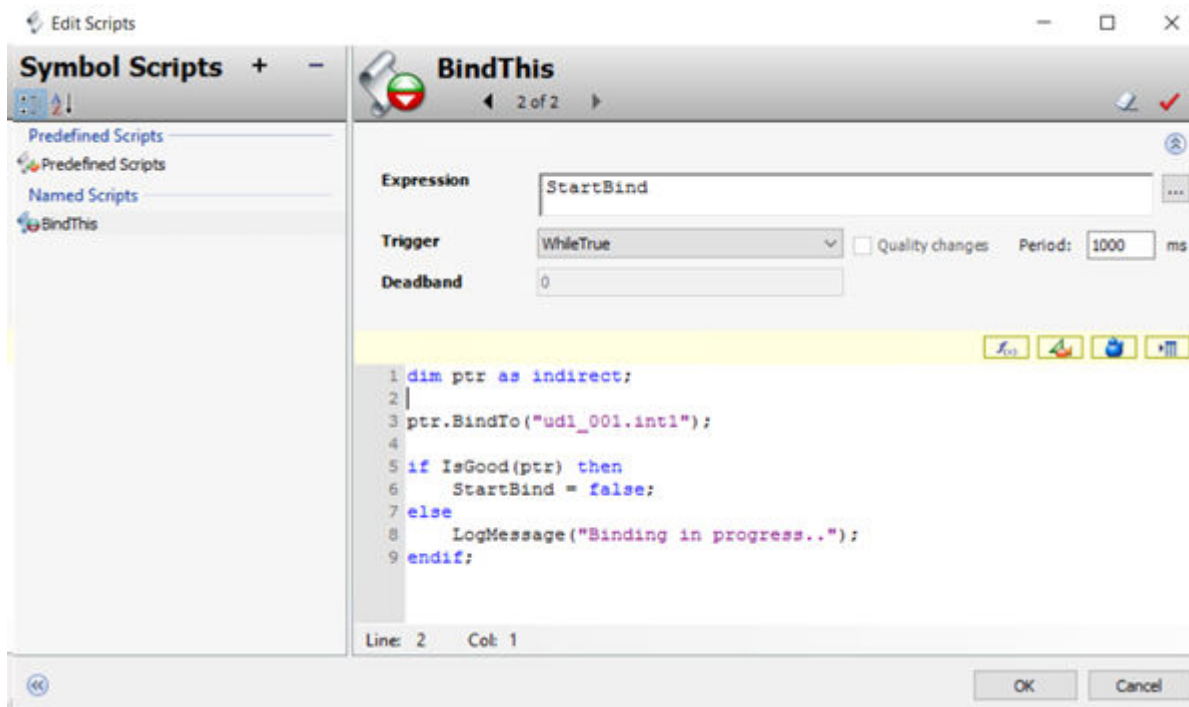 Edit Scripts
Symbol Scripts + -
Predefined Scripts
Predefined Scripts
Named Scripts
BindThis
BindThis
2 of 2
Expression
StartBind
...
Trigger
WhileTrue
Quality changes
Period:
1000
ms
Deadband
0
1 dim ptr as indirect;
2
3 ptr.BindTo("ud1_001.int1");
4
5 if IsGood(ptr) then
6 StartBind = false;
7 else
8 LogMessage("Binding in progress..");
9 endif;
Line: 2 Col: 1
OK
Cancel